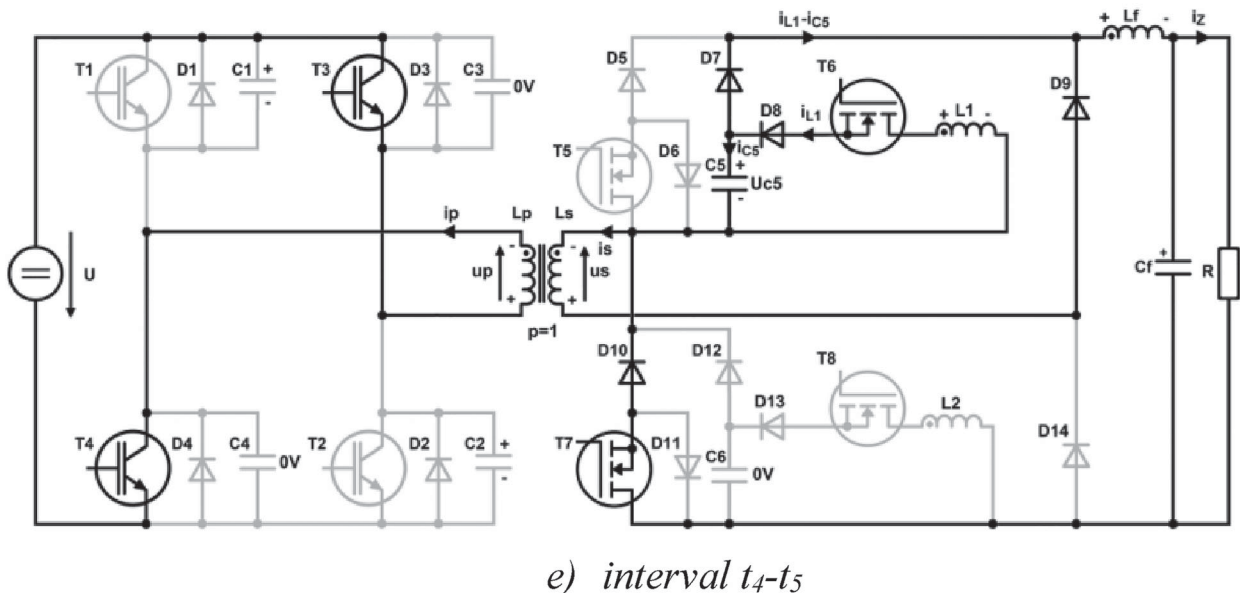 iL1-iC5
+ Lf -
iZ
T1
D1
C1
+
-
T3
D3
C3
0V
D5
D7
T6
D9
D8
iL1
+ L1 -
T5
D6
iC5
C5
+
Uc5
-
U
ip
Lp
Ls
is
-
-
up
us
+
+
p=1
Cf
+
R
D10
D12
T8
D13
L2
T4
D4
C4
0V
T2
D2
C2
+
-
T7
D11
C6
0V
D14
e) interval t4-t5